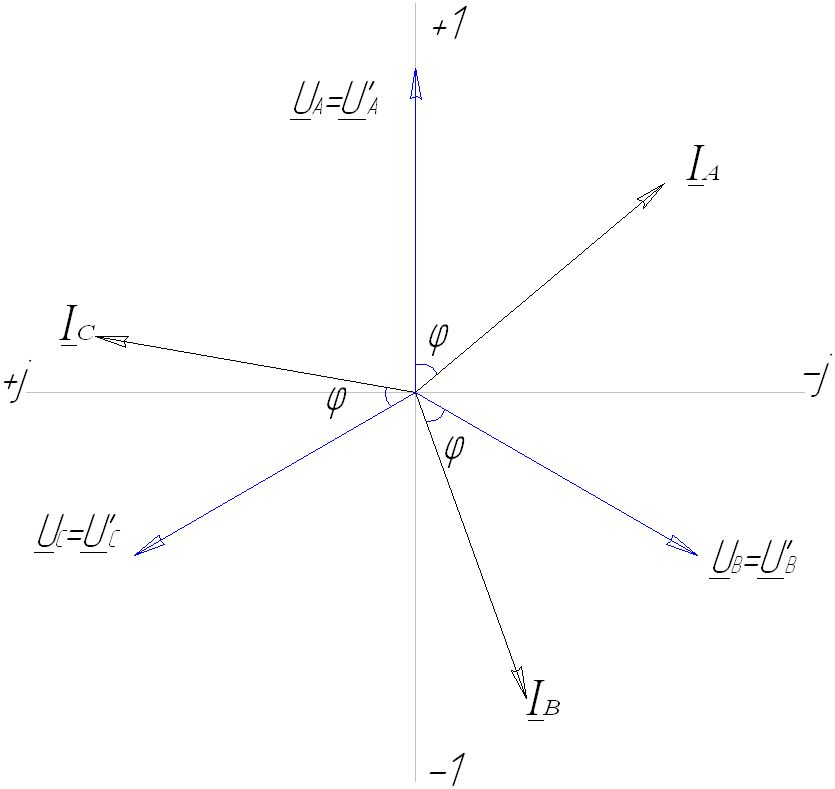 +1
U_A=U'_A
I_A
φ
I_C
+j
-j
φ
φ
U_C=U'_C
U_B=U'_B
I_B
-1